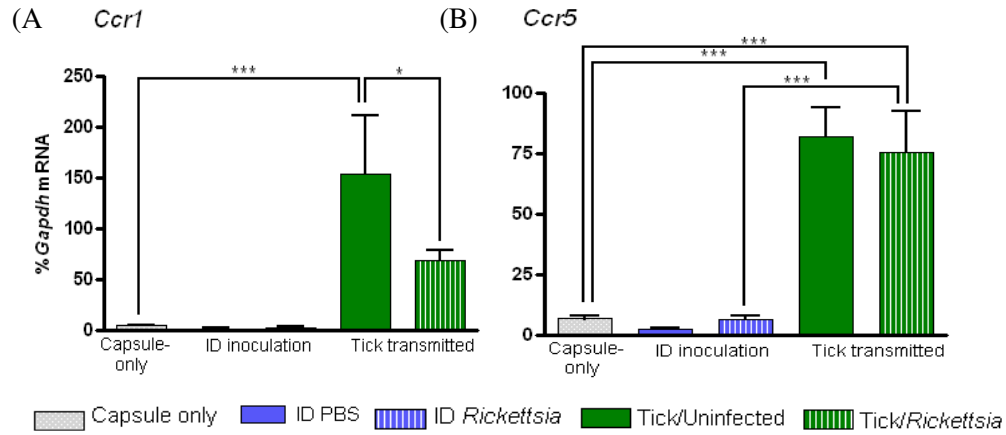 (A
Ccr1
(B)
Ccr5
%Gapdh mRNA
250
200
150
100
50
0
***
*
Capsule-
only
ID inoculation
Tick transmitted
100
75
50
25
0
***
***
***
Capsule-
only
ID inoculation
Tick transmitted
Capsule only
ID PBS
ID Rickettsia
Tick/Uninfected
Tick/Rickettsia